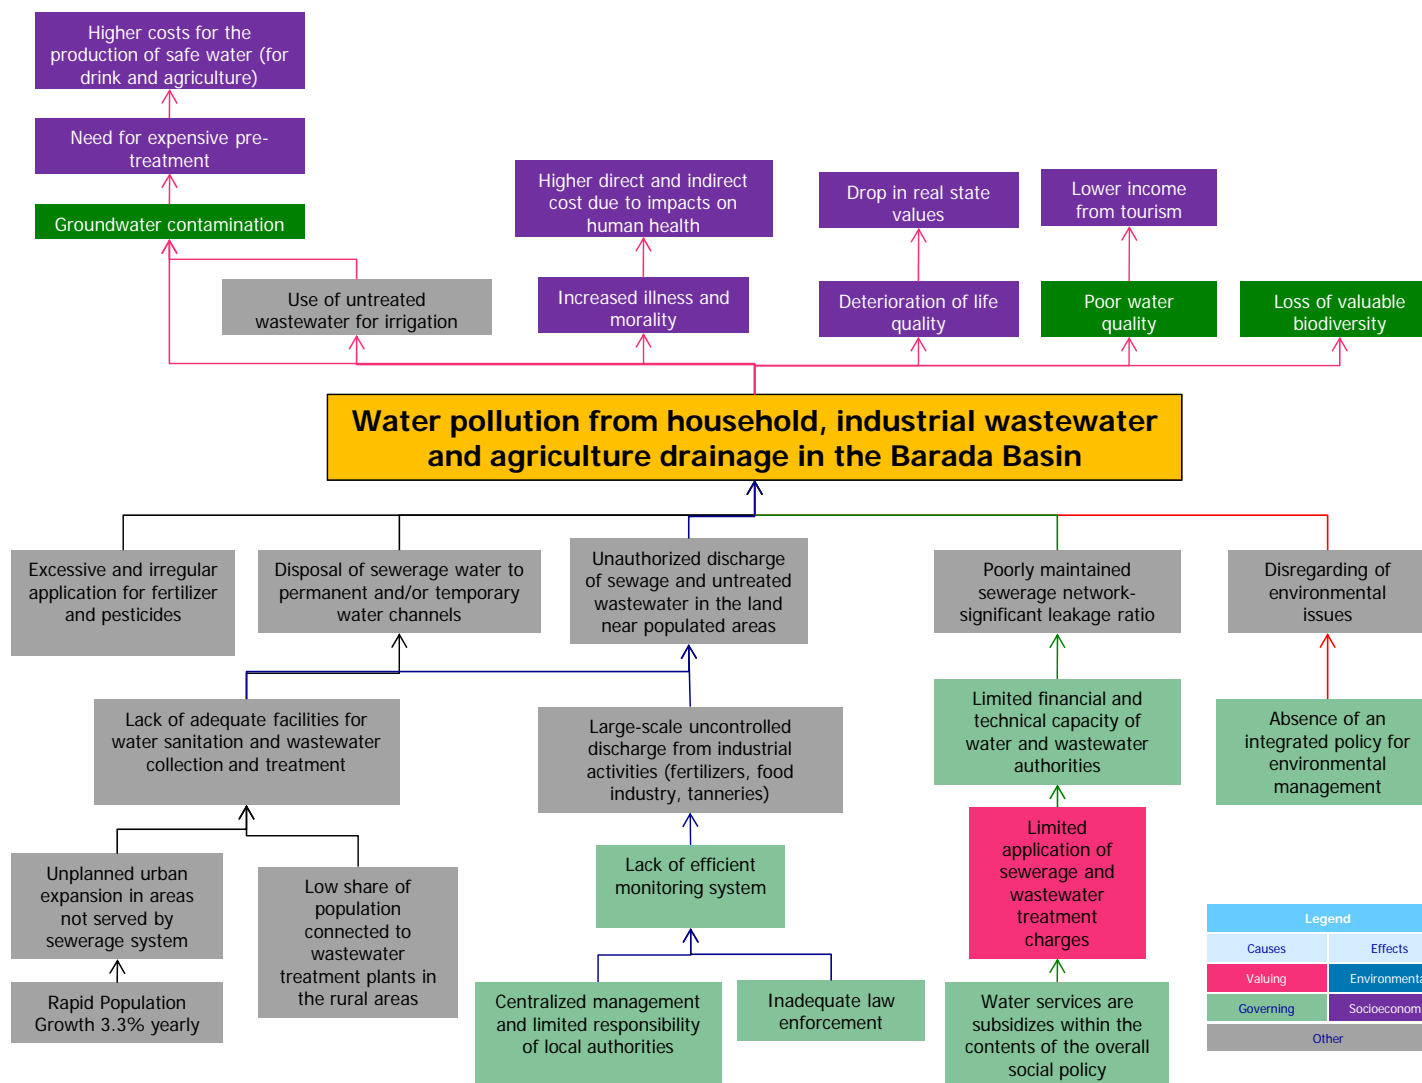 Higher costs for the
production of safe water (for
drink and agriculture)
Need for expensive pre-
treatment
Groundwater contamination
Use of untreated
wastewater for irrigation
Higher direct and indirect
cost due to impacts on
human health
Increased illness and
morality
Drop in real state
values
Deterioration of life
quality
Lower income
from tourism
Poor water
quality
Loss of valuable
biodiversity
Water pollution from household, industrial wastewater
and agriculture drainage in the Barada Basin
Excessive and irregular
application for fertilizer
and pesticides
Disposal of sewerage water to
permanent and/or temporary
water channels
Unauthorized discharge
of sewage and untreated
wastewater in the land
near populated areas
Poorly maintained
sewerage network-
significant leakage ratio
Disregarding of
environmental
issues
Lack of adequate facilities for
water sanitation and wastewater
collection and treatment
Large-scale uncontrolled
discharge from industrial
activities (fertilizers, food
industry, tanneries)
Limited financial and
technical capacity of
water and wastewater
authorities
Absence of an
integrated policy for
environmental
management
Unplanned urban
expansion in areas
not served by
sewerage system
Low share of
population
connected to
wastewater
treatment plants in
the rural areas
Lack of efficient
monitoring system
Limited
application of
sewerage and
wastewater
treatment
charges
Rapid Population
Growth 3.3% yearly
Centralized management
and limited responsibility
of local authorities
Inadequate law
enforcement
Water services are
subsidizes within the
contents of the overall
social policy
Legend
Causes
Effects
Valuing
Environmenta
Governing
Socioeconom
Other